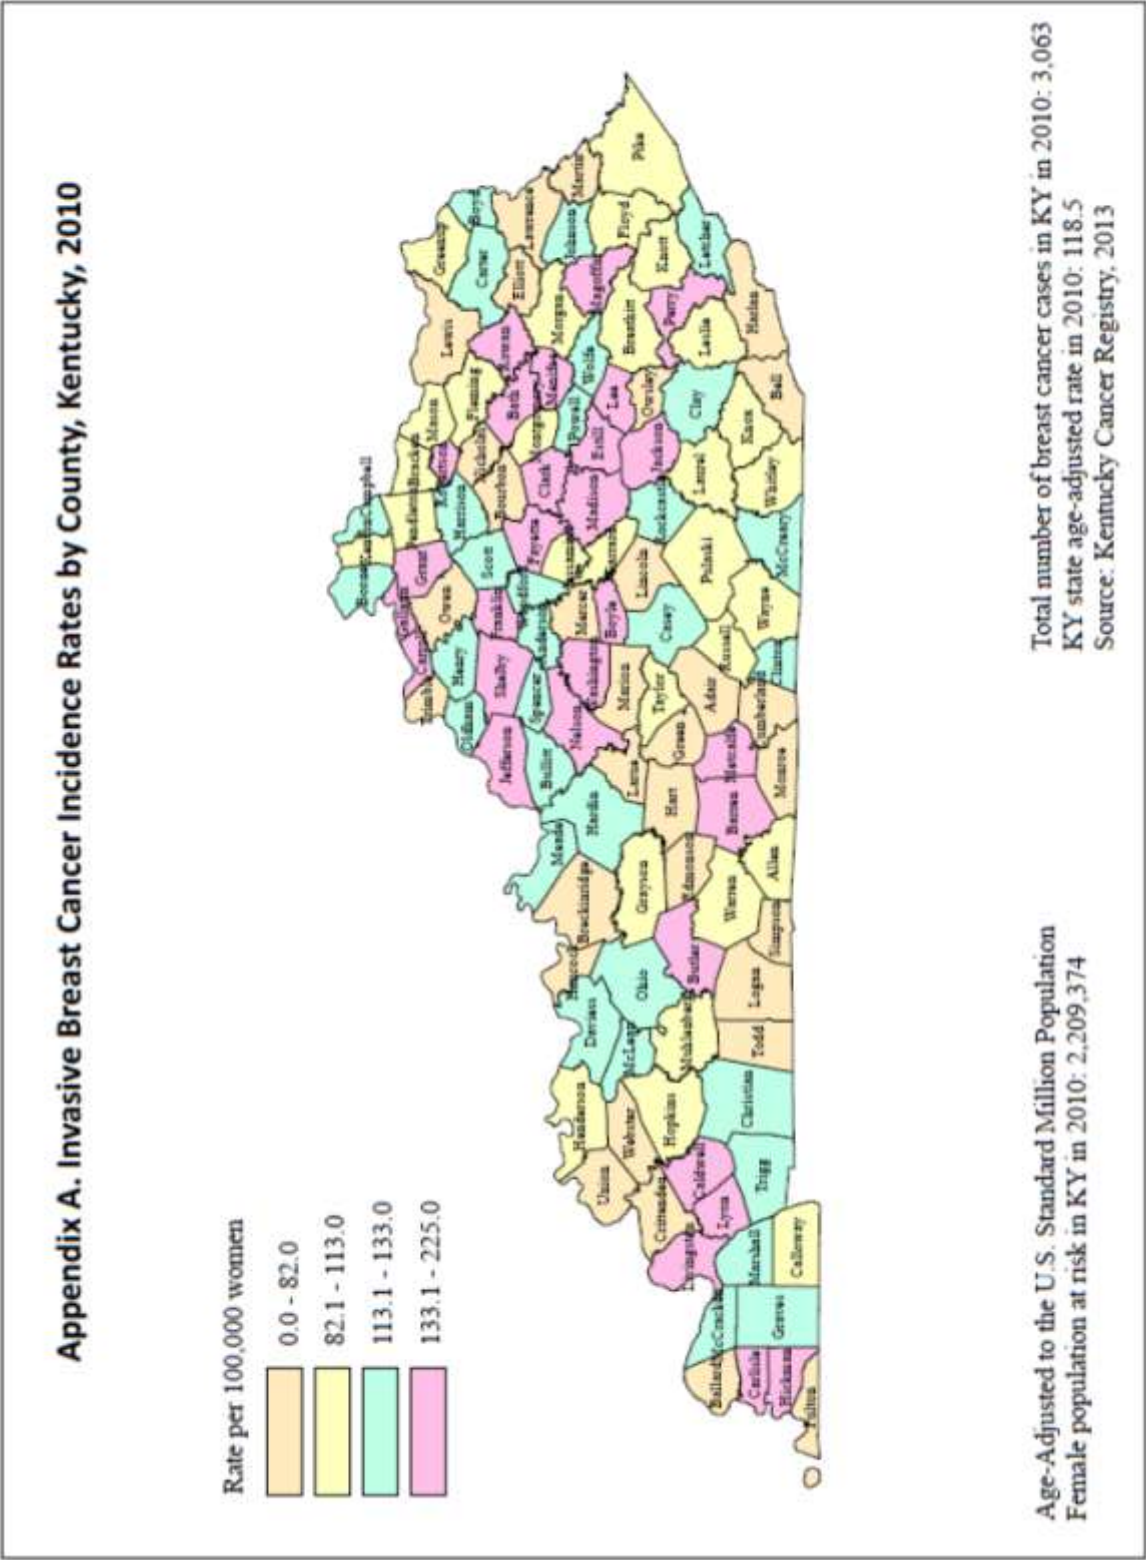 Appendix A. Invasive Breast Cancer Incidence Rates by County, Kentucky, 2010
Rate per 100,000 women
0.0 - 82.0
82.1 - 113.0
113.1 - 133.0
133.1 - 225.0
Boone
Campbell
Gallatin
Grant
Pendleton
Bracken
Mason
Lewis
Greenup
Carter
Boyd
Trimble
Owen
Harrison
Nicholas
Fleming
Rowan
Elliott
Lawrence
Oldham
Henry
Franklin
Scott
Bourbon
Bath
Jefferson
Shelby
Fayette
Clark
Morgan
Johnson
Martin
Bullitt
Spencer
Anderson
Mercer
Madison
Estill
Powell
Wolfe
Magoffin
Floyd
Pike
Meade
Hardin
Nelson
Washington
Boyle
Lincoln
Jackson
Lee
Owsley
Breathitt
Knott
Hancock
Breckinridge
Larue
Marion
Casey
Rockcastle
Clay
Perry
Letcher
Henderson
Daviess
Ohio
Grayson
Hart
Green
Taylor
Adair
Pulaski
Laurel
Leslie
Harlan
Union
Webster
McLean
Butler
Edmonson
Barren
Metcalfe
Russell
Wayne
Whitley
Knox
Bell
Crittenden
Hopkins
Muhlenberg
Warren
Allen
Monroe
Cumberland
Clinton
McCreary
Livingston
Lyon
Caldwell
Christian
Todd
Logan
Simpson
Ballard
McCracken
Marshall
Trigg
Carlisle
Graves
Calloway
Hickman
Fulton
Age-Adjusted to the U.S. Standard Million Population
Female population at risk in KY in 2010: 2,209,374
Total number of breast cancer cases in KY in 2010: 3,063
KY state age-adjusted rate in 2010: 118.5
Source: Kentucky Cancer Registry, 2013